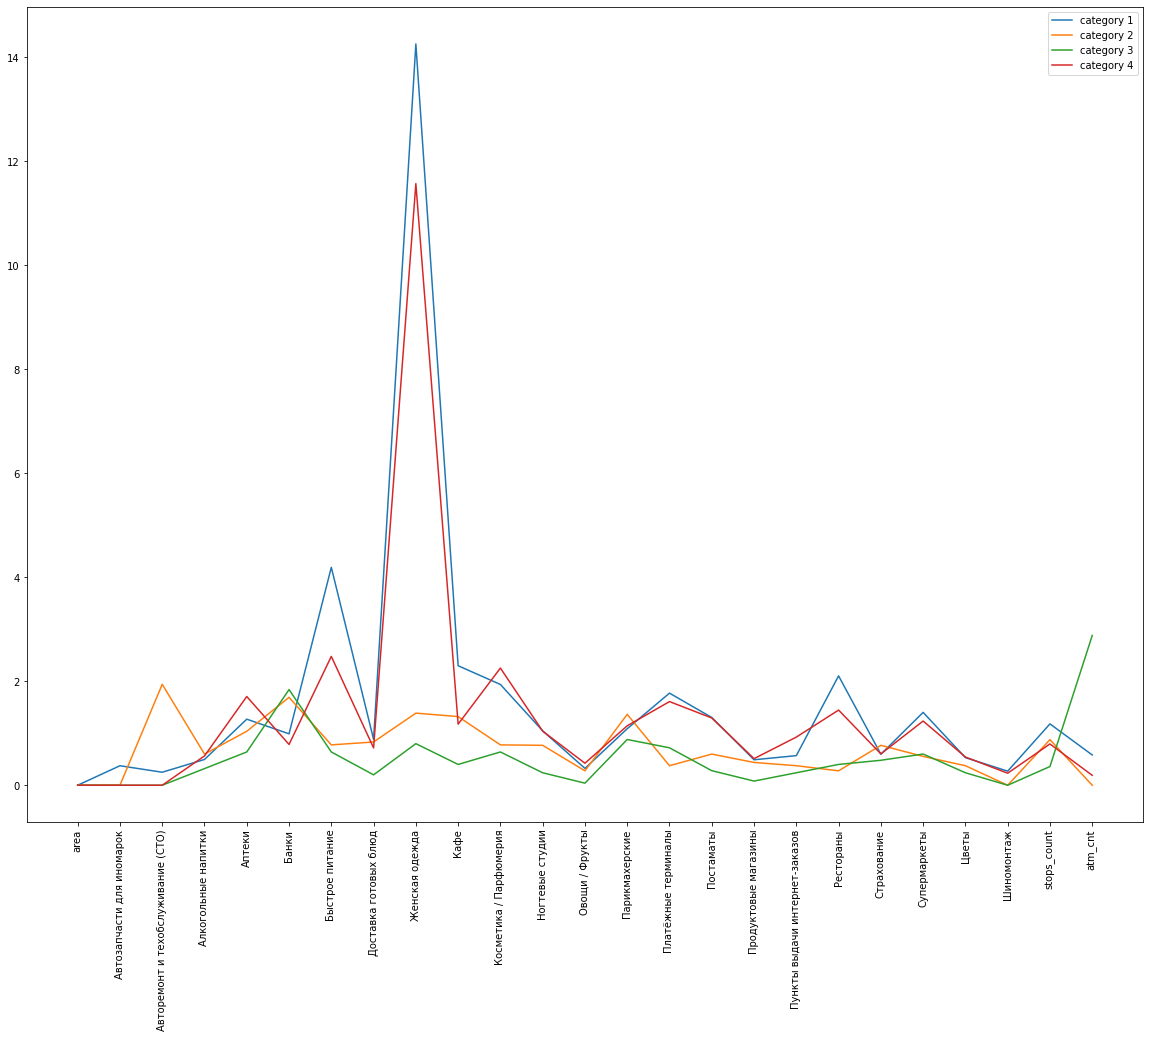 category 1
category 2
category 3
category 4
14
12
10
8
6
4
2
0
area
Автозапчасти для иномарок
Авторемонт и техобслуживание (СТО)
Алкогольные напитки
Аптеки
Банки
Быстрое питание
Доставка готовых блюд
Женская одежда
Кафе
Косметика / Парфюмерия
Ногтевые студии
Овощи / Фрукты
Парикмахерские
Платёжные терминалы
Постаматы
Продуктовые магазины
Пункты выдачи интернет-заказов
Рестораны
Страхование
Супермаркеты
Цветы
Шиномонтаж
stops_count
atm_cnt